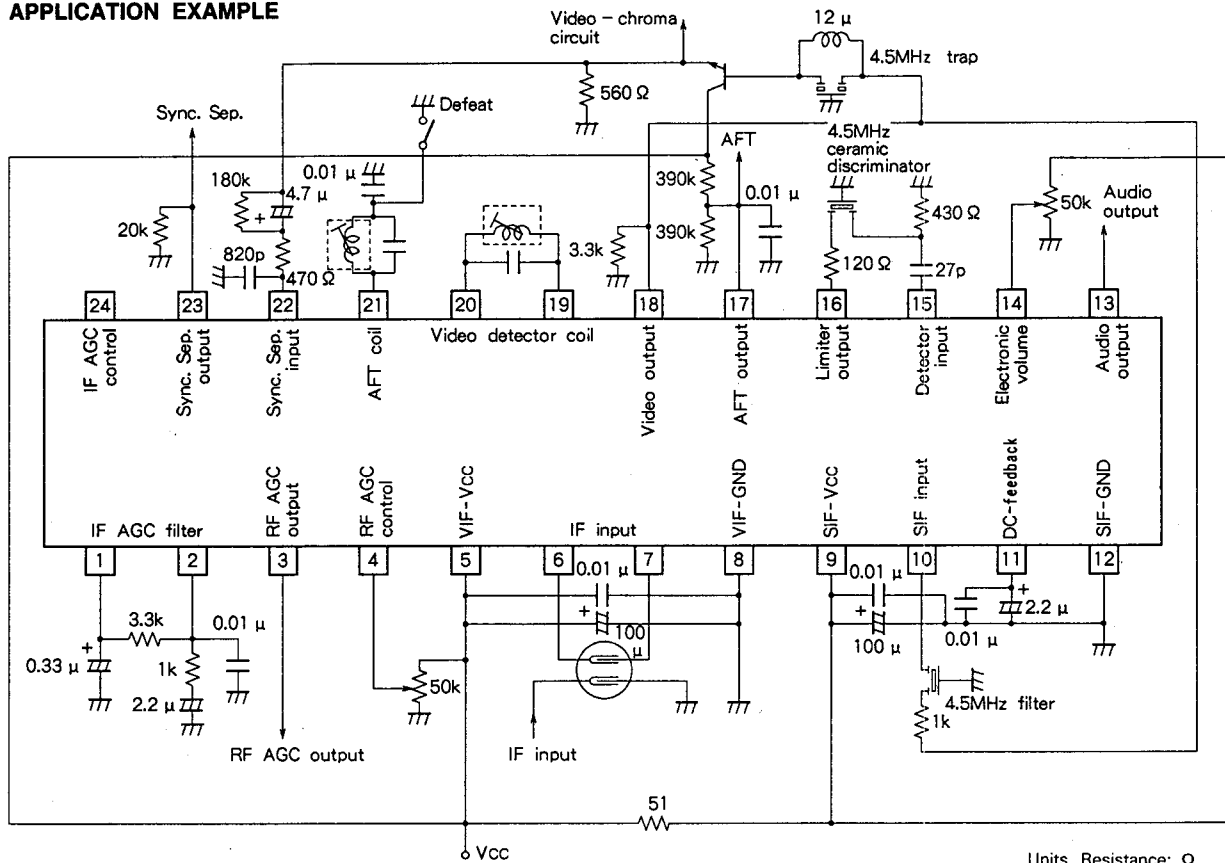 APPLICATION EXAMPLE
Video - chroma
circuit
12 μ
4.5MHz trap
560 Ω
Sync. Sep.
Defeat
AFT
4.5MHz
ceramic
discriminator
0.01 μ
180k
4.7 μ
+
20k
820p
470 Ω
390k
390k
0.01 μ
3.3k
430 Ω
120Ω
27p
50k
Audio
output
24
23
22
21
20
19
18
17
16
15
14
13
IF AGC
control
Sync. Sep.
output
Sync. Sep.
input
AFT coil
Video detector coil
Video output
AFT output
Limiter
output
Detector
input
Electronic
volume
Audio
output
IF AGC filter
RF AGC
output
RF AGC
control
VIF-Vcc
IF input
VIF-GND
SIF-Vcc
SIF input
DC-feedback
SIF-GND
1
2
3
4
5
6
7
8
9
10
11
12
+
0.33 μ
3.3k
1k
2.2 μ
0.01 μ
50k
0.01 μ
+
100
μ
0.01 μ
+
100 μ
0.01 μ
+
2.2 μ
4.5MHz filter
1k
RF AGC output
IF input
51
Vcc
Units Resistance: Ω